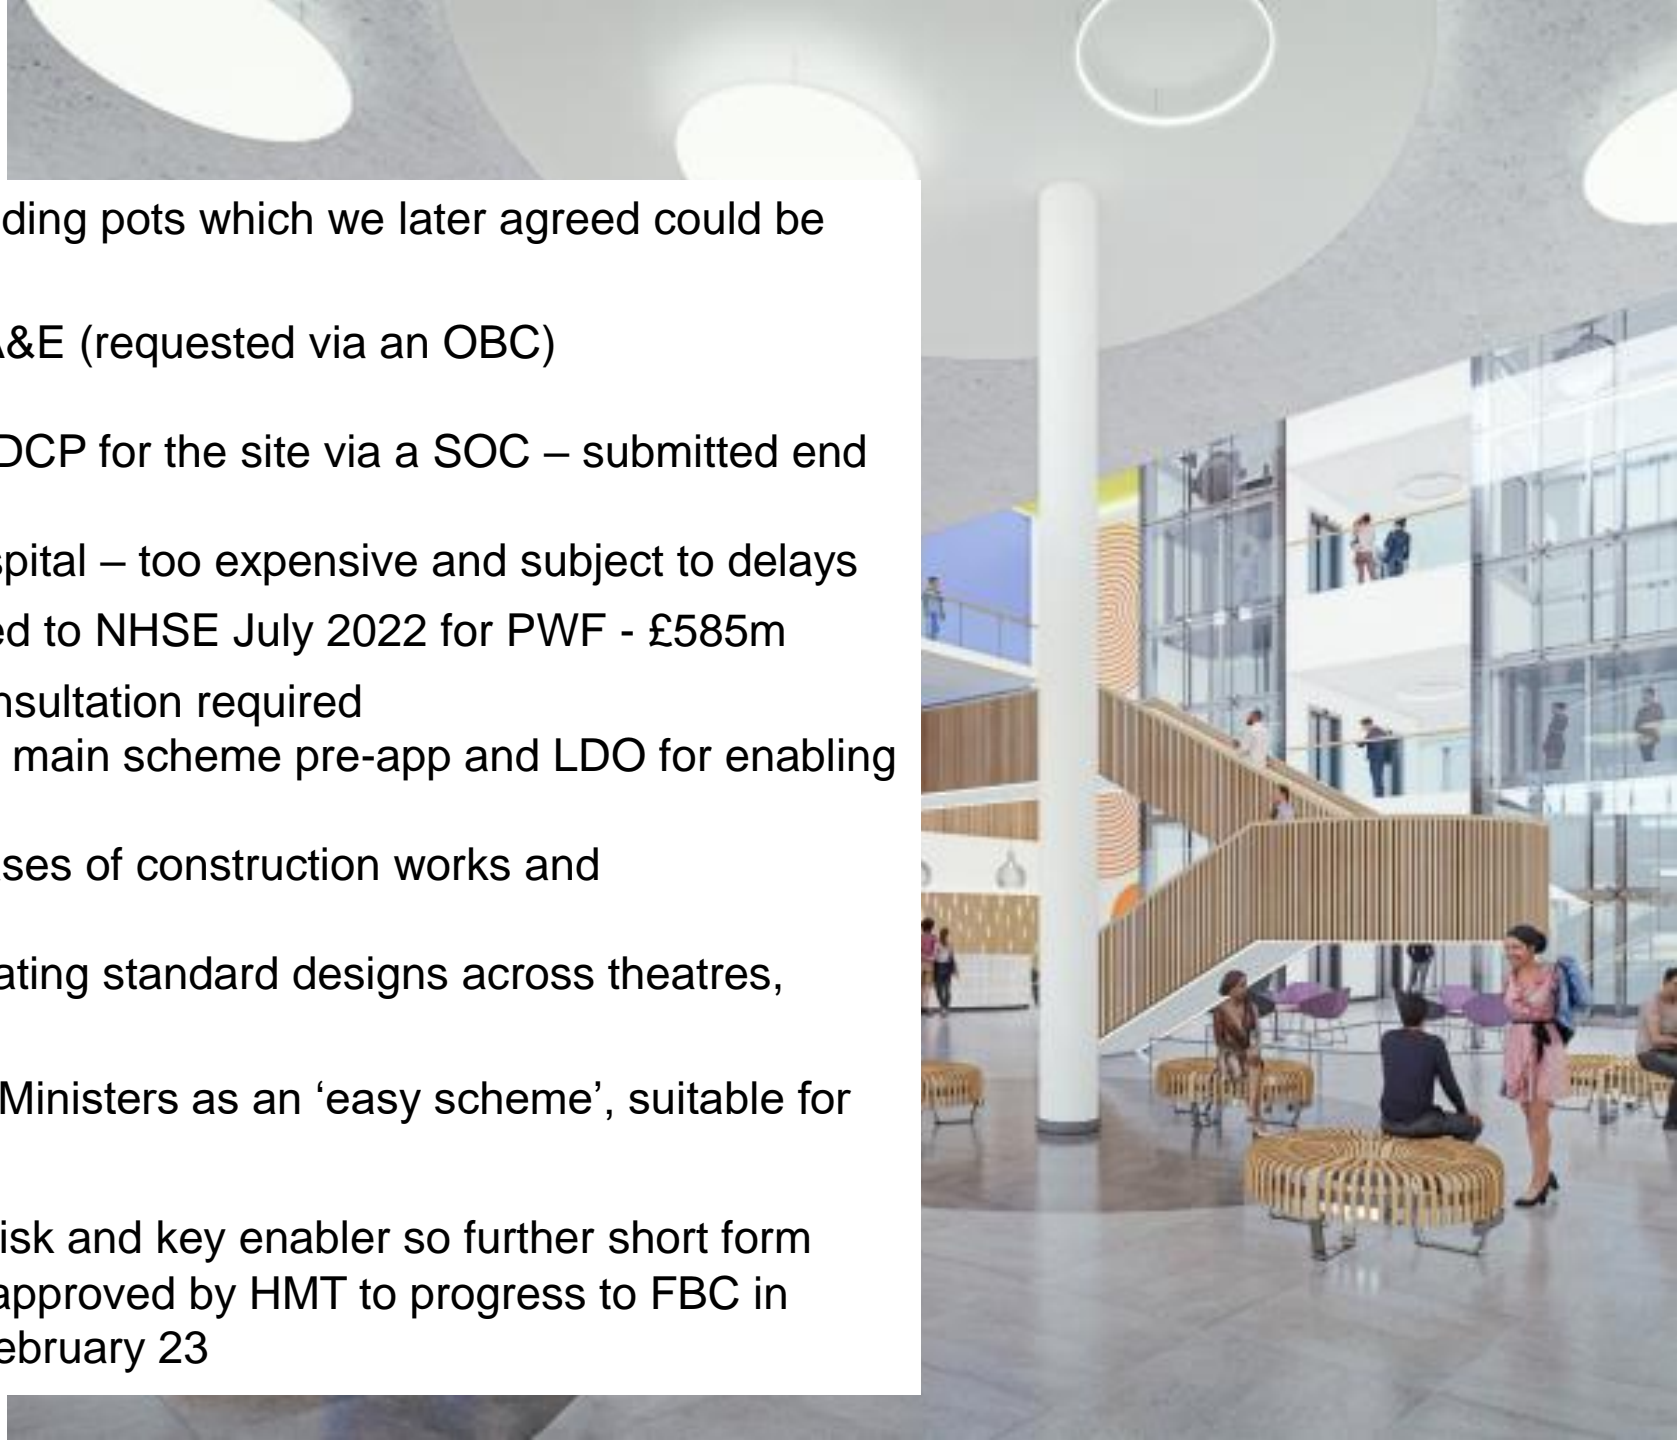 ding pots which we later agreed could be
A&E (requested via an OBC)
DCP for the site via a SOC – submitted end
spital – too expensive and subject to delays
ed to NHSE July 2022 for PWF - £585m
nsultation required
main scheme pre-app and LDO for enabling
ses of construction works and
ating standard designs across theatres,
Ministers as an ‘easy scheme’, suitable for
isk and key enabler so further short form
approved by HMT to progress to FBC in
ebruary 23